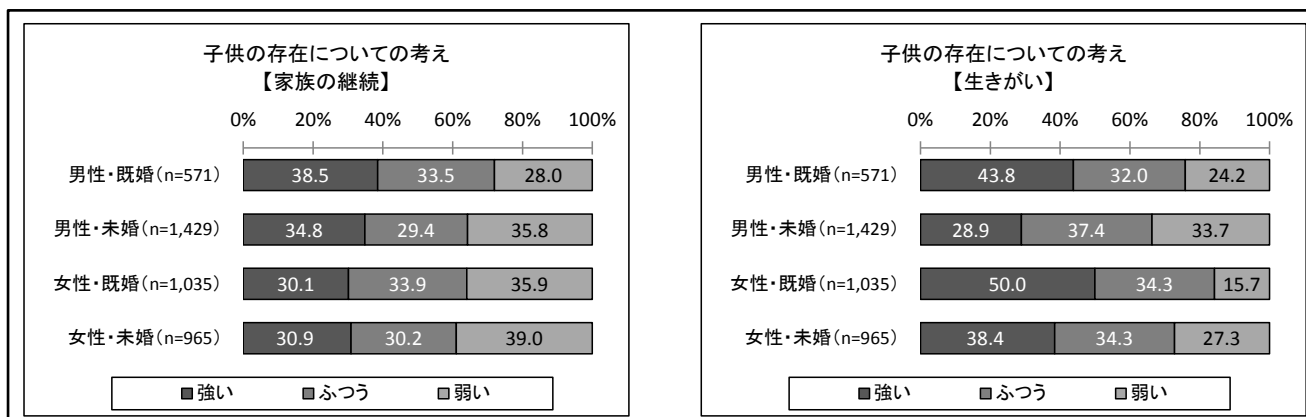 子供の存在についての考え
【家族の継続】
0% 20% 40% 60% 80% 100%
男性・既婚(n=571) 38.5 33.5 28.0
男性・未婚(n=1,429) 34.8 29.4 35.8
女性・既婚(n=1,035) 30.1 33.9 35.9
女性・未婚(n=965) 30.9 30.2 39.0
■強い ■ふつう ■弱い
子供の存在についての考え
【生きがい】
0% 20% 40% 60% 80% 100%
男性・既婚(n=571) 43.8 32.0 24.2
男性・未婚(n=1,429) 28.9 37.4 33.7
女性・既婚(n=1,035) 50.0 34.3 15.7
女性・未婚(n=965) 38.4 34.3 27.3
■強い ■ふつう ■弱い